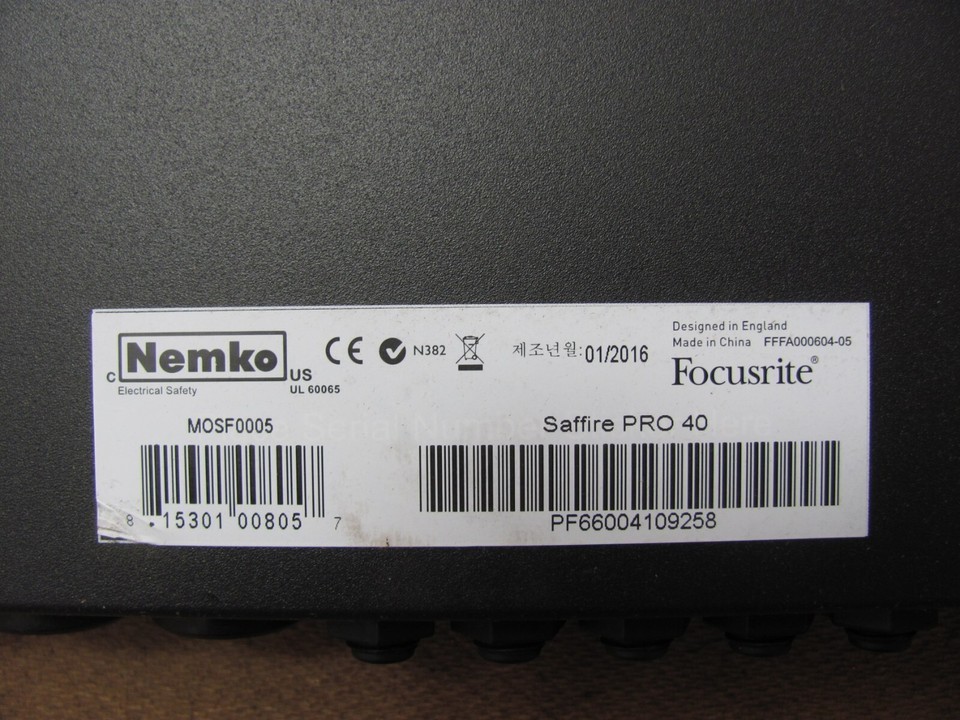 Nemko
c US
Electrical Safety UL 60065
CE N382
제조년월: 01/2016
Designed in England
Made in China FFFA000604-05
Focusrite®
MOSF0005
8 15301 00805 7
Saffire PRO 40
PF66004109258